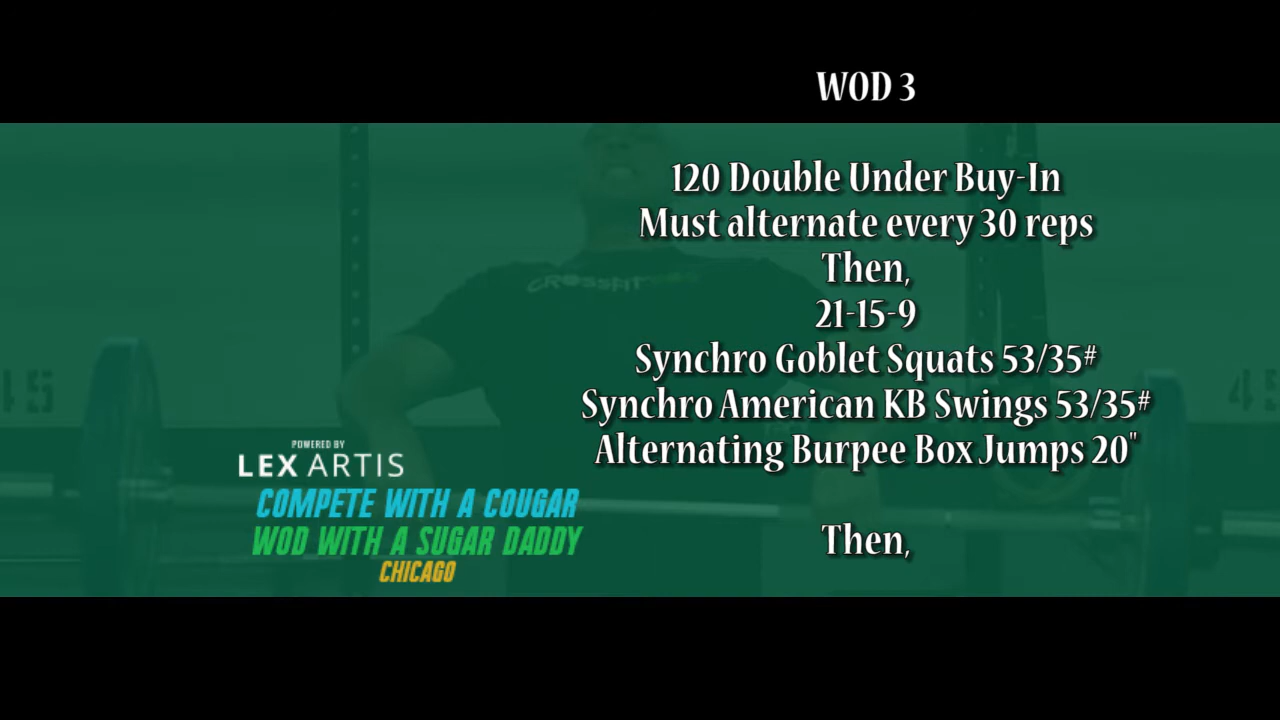 WOD 3
120 Double Under Buy-In
Must alternate every 30 reps
Then,
21-15-9
Synchro Goblet Squats 53/35#
Synchro American KB Swings 53/35#
Alternating Burpee Box Jumps 20"
Then,
CROSSFIT
45
POWERED BY
LEX ARTIS
COMPETE WITH A COUGAR
WOD WITH A SUGAR DADDY
CHICAGO